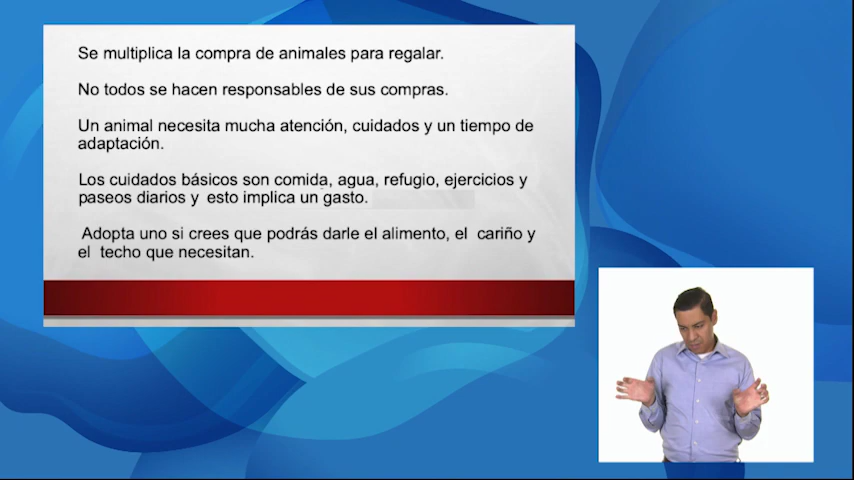 Se multiplica la compra de animales para regalar.
No todos se hacen responsables de sus compras.
Un animal necesita mucha atención, cuidados y un tiempo de
adaptación.
Los cuidados básicos son comida, agua, refugio, ejercicios y
paseos diarios y  esto implica un gasto.
Adopta uno si crees que podrás darle el alimento, el  cariño y
el  techo que necesitan.